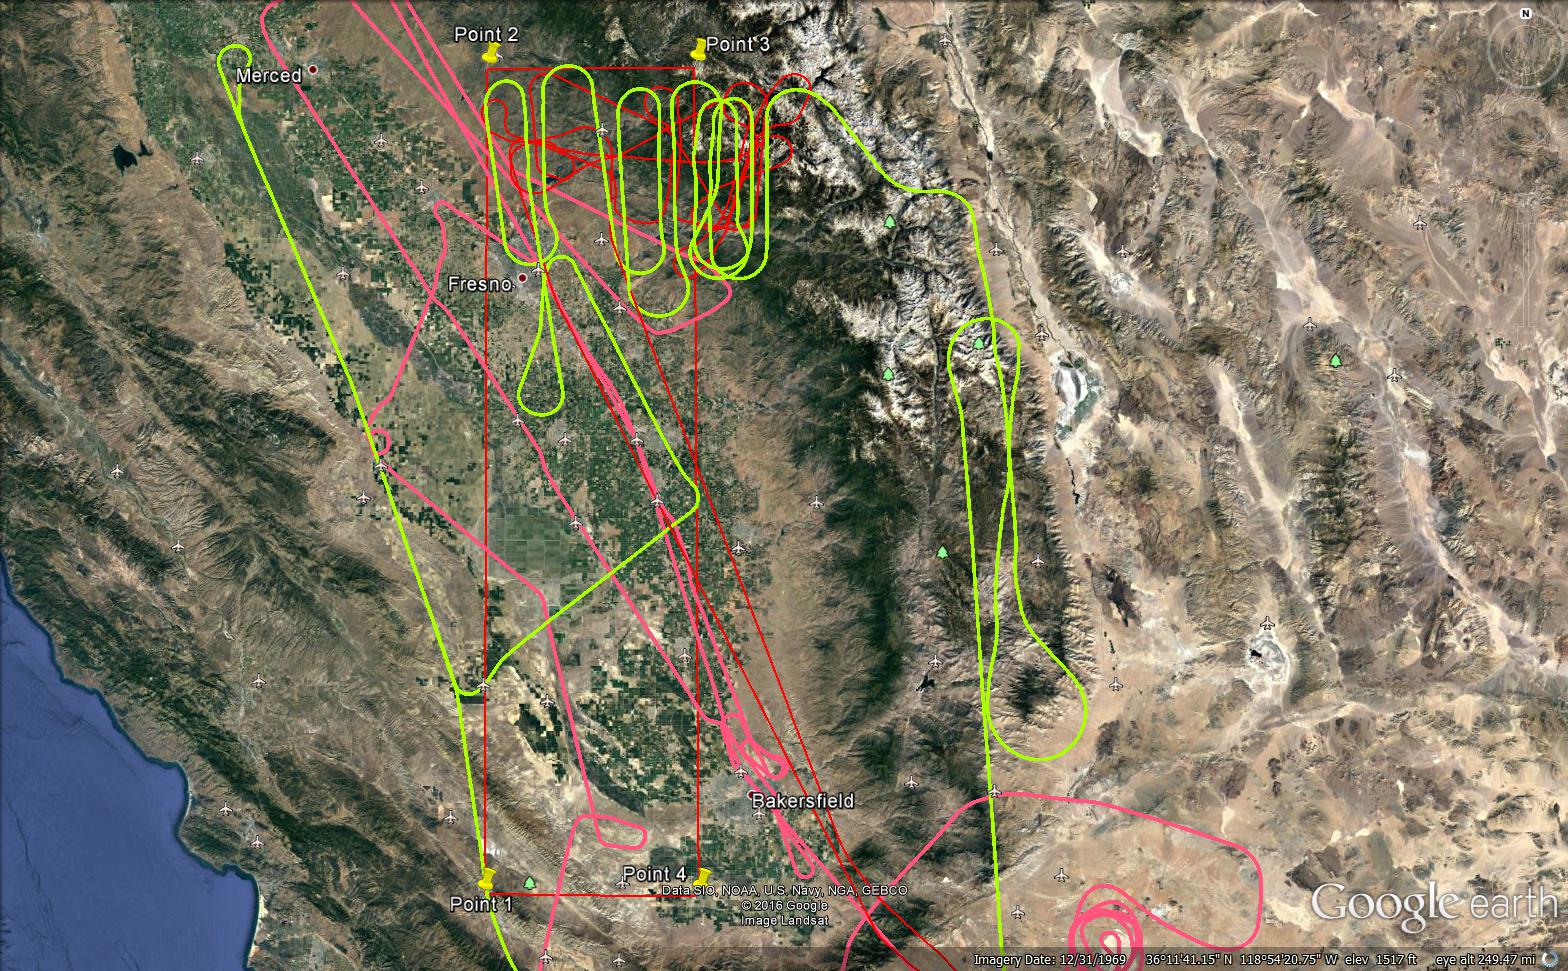 N
Point 2
Point 3
Merced
Fresno
Bakersfield
Point 4
Data SIO, NOAA, U.S. Navy, NGA, GEBCO
© 2016 Google
Image Landsat
Point 1
Google earth
Imagery Date: 12/31/1969 36°11'41.15" N 118°54'20.75" W elev 1517 ft eye alt 249.47 mi